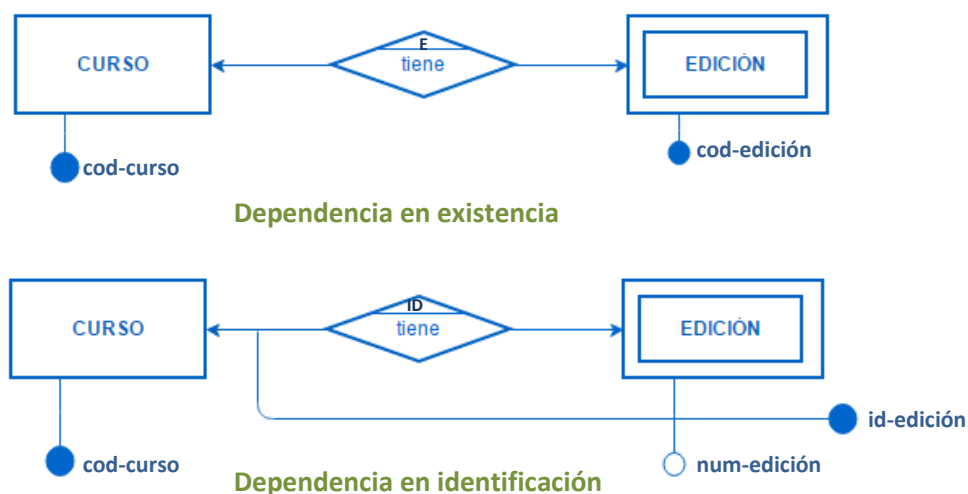 E
CURSO
tiene
EDICIÓN
cod-curso
cod-edición
Dependencia en existencia
ID
CURSO
tiene
EDICIÓN
id-edición
cod-curso
num-edición
Dependencia en identificación